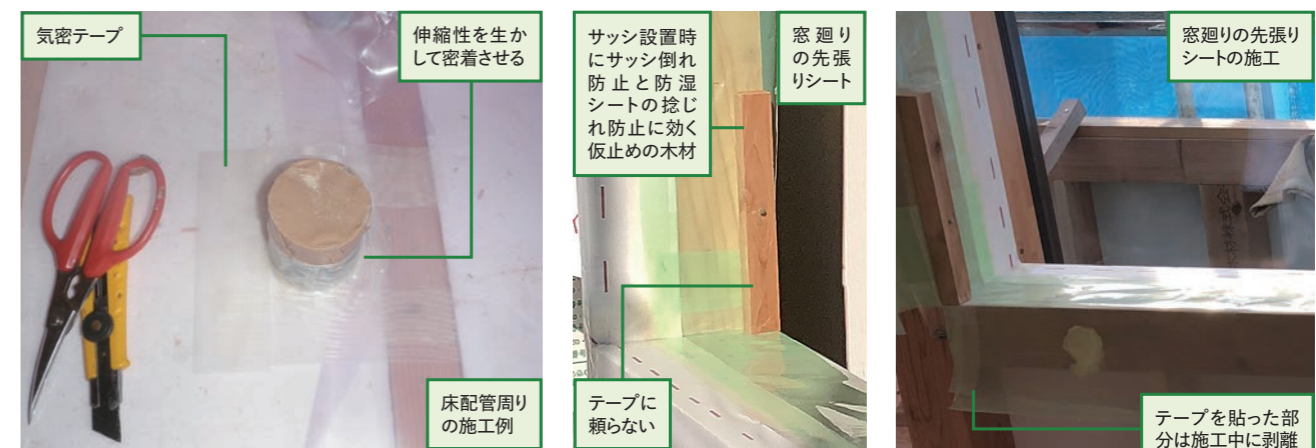 気密テープ
伸縮性を生か
して密着させる
床配管周り
の施工例
サッシ設置時
にサッシ倒れ
防止と防湿
シートの捻じ
れ防止に効く
仮止めの木材
窓廻り
の先張
りシート
テープに
頼らない
窓廻りの先張り
シートの施工
テープを貼った部
分は施工中に剥離